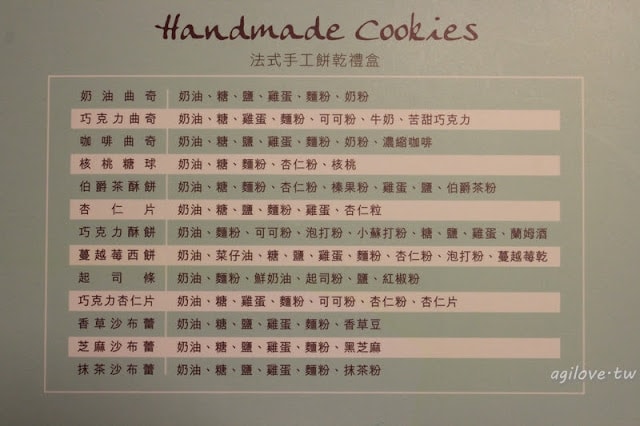 Handmade Cookies
法式手工餅乾禮盒
奶油曲奇 奶油、糖、鹽、雞蛋、麵粉、奶粉
巧克力曲奇 奶油、糖、雞蛋、麵粉、可可粉、牛奶、苦甜巧克力
咖啡曲奇 奶油、糖、鹽、雞蛋、麵粉、奶粉、濃縮咖啡
核桃糖球 奶油、糖、麵粉、杏仁粉、核桃
伯爵茶酥餅 奶油、糖、麵粉、杏仁粉、榛果粉、雞蛋、鹽、伯爵茶粉
杏仁片 奶油、糖、鹽、麵粉、雞蛋、杏仁粒
巧克力酥餅 奶油、麵粉、可可粉、泡打粉、小蘇打粉、糖、鹽、雞蛋、蘭姆酒
蔓越莓西餅 奶油、菜仔油、糖、鹽、雞蛋、麵粉、杏仁粉、泡打粉、蔓越莓乾
起司條 奶油、麵粉、鮮奶油、起司粉、鹽、紅椒粉
巧克力杏仁片 奶油、糖、雞蛋、麵粉、可可粉、杏仁粉、杏仁片
香草沙布蕾 奶油、糖、鹽、雞蛋、麵粉、香草豆
芝麻沙布蕾 奶油、糖、鹽、雞蛋、麵粉、黑芝麻
抹茶沙布蕾 奶油、糖、鹽、雞蛋、麵粉、抹茶粉
agilove·tw